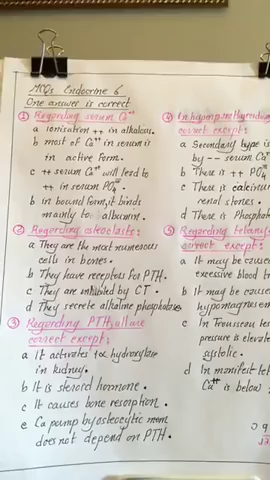 MCQs Endocrine 6
One answer is correct
① Regarding serum Ca⁺⁺
a ionisation ++ in alkalosis.
b most of Ca⁺⁺ in serum is
in active form.
c ++ serum Ca⁺⁺ will lead to
++ in serum PO₄.
b in bound form, it binds
mainly to albumin.
② Regarding osteoclasts:
a They are the most numerous
cells in bones.
b They have receptors for PTH.
c They are inhibited by CT.
d They secrete alkaline phosphatase
③ Regarding PTH, all are
correct except:
a It activates 1α hydroxylase
in kidney.
b It is steroid hormone.
c It causes bone resorption.
e Ca pump by osteocytic mem
does not depend on PTH.
④ In hyperparathyroidism
correct except:
a Secondary type is
by -- serum Ca
b There is ++ PO₄
c There is
renal stones.
d There is Phosphat
⑤ Regarding tetany,
correct except:
a It may be caused
excessive blood tr
b It may be caused
hypomagnesem
c In Trousseau tes
pressure is elevate
systolic.
d In manifest tet
Ca⁺⁺ is below